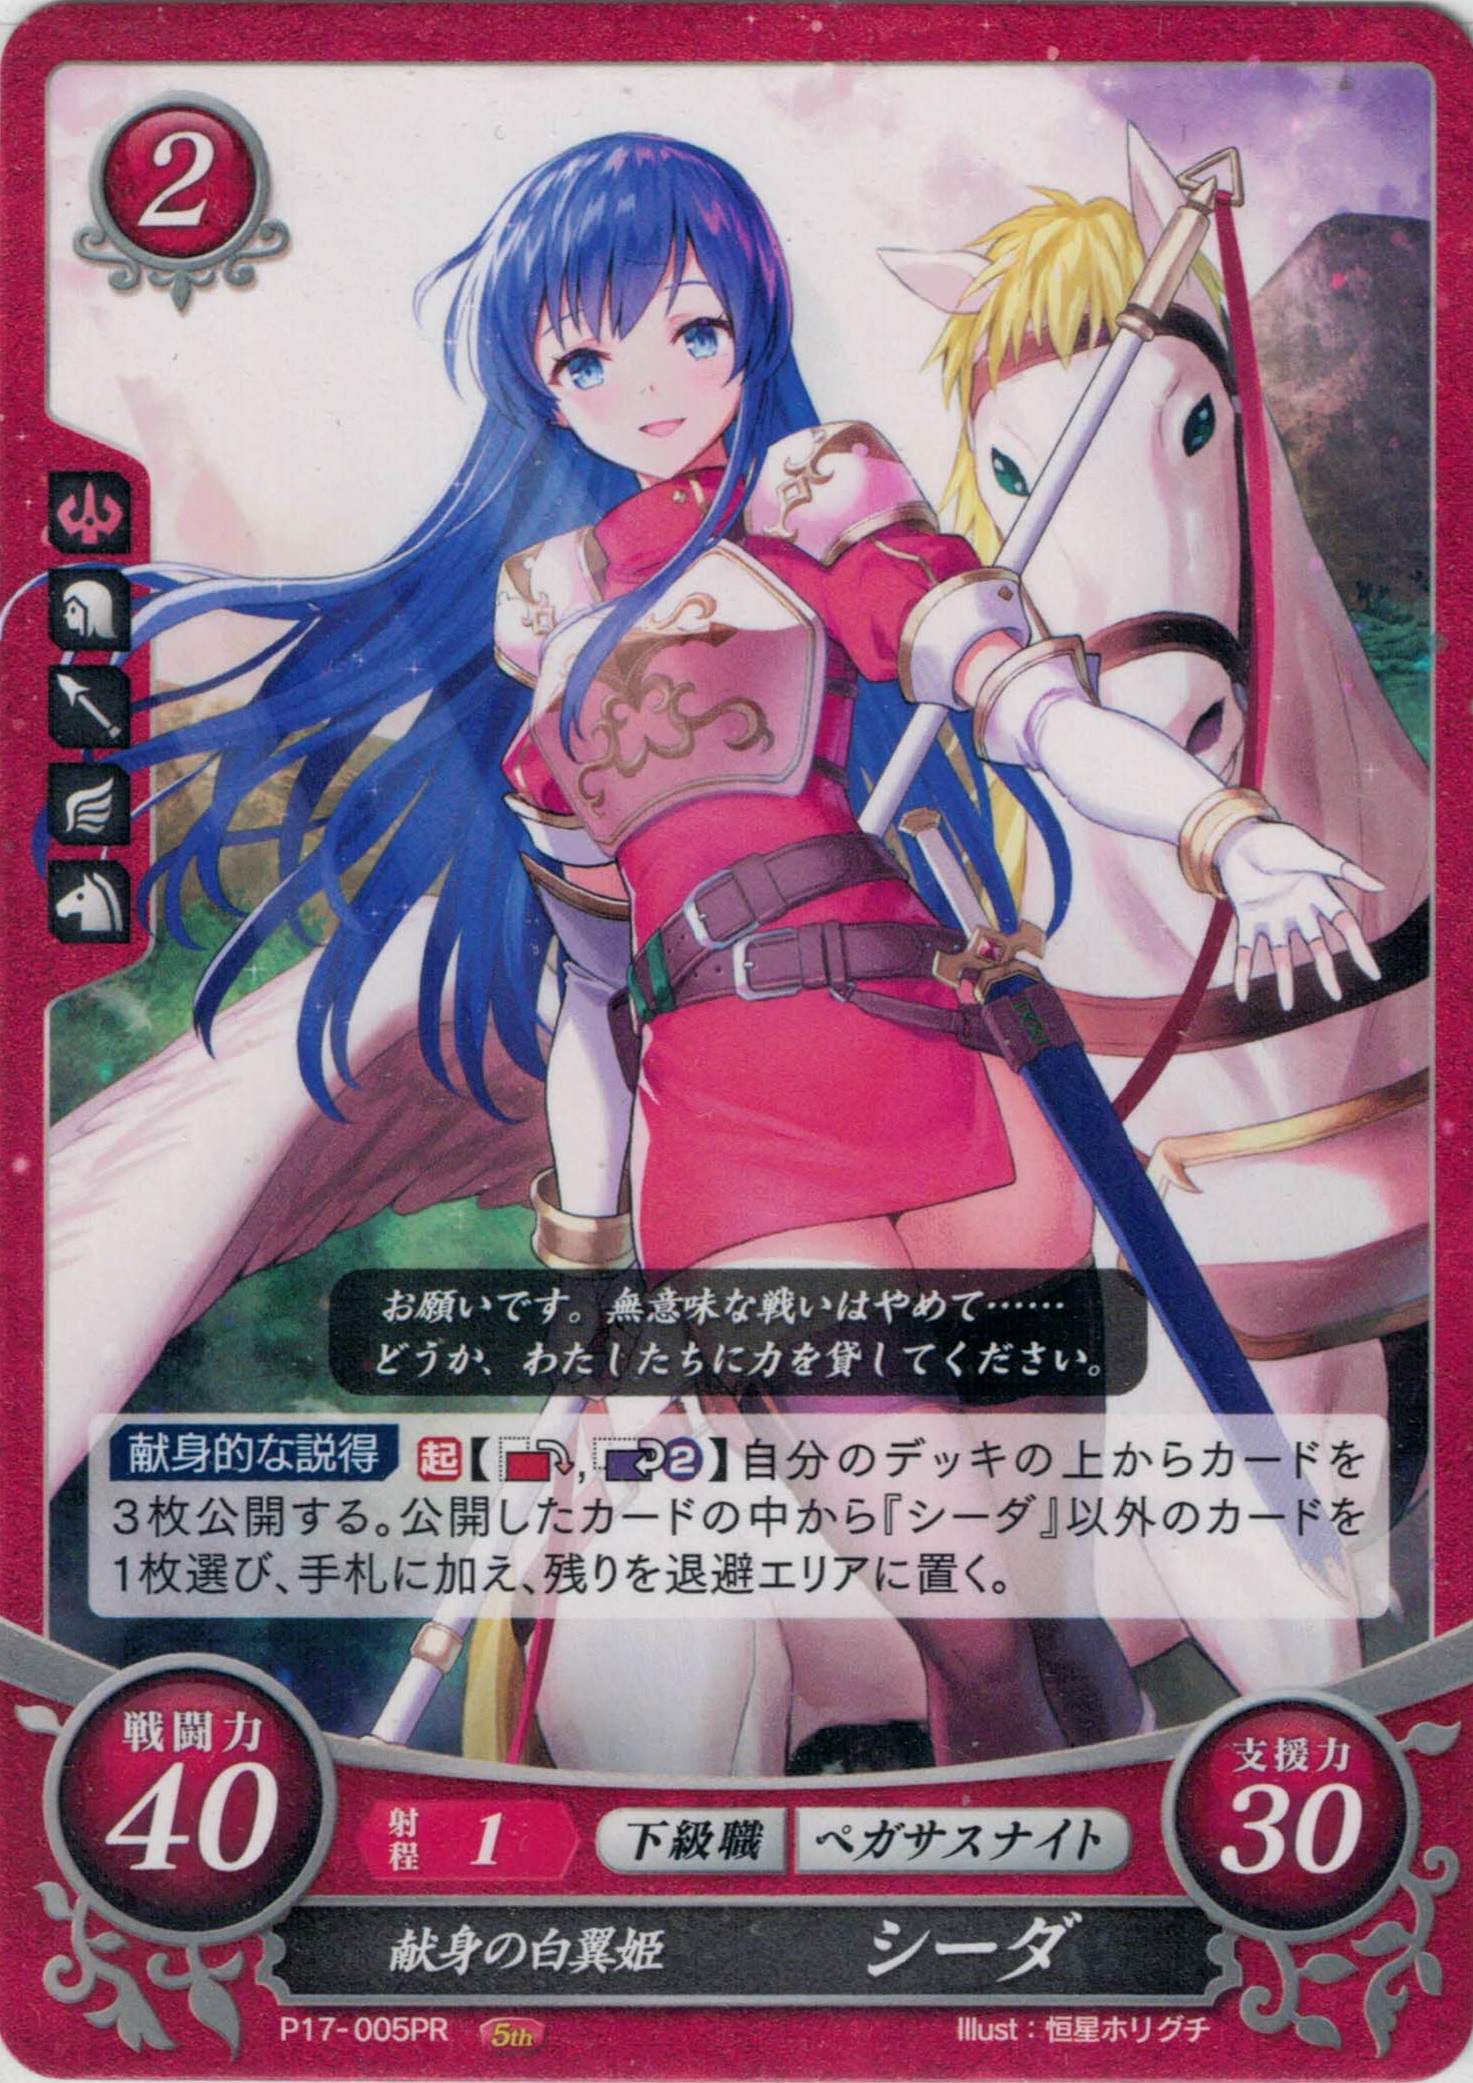 2
お願いです。無意味な戦いはやめて……
どうか、わたしたちに力を貸してください。
献身的な説得 起【 , 2】自分のデッキの上からカードを
3枚公開する。公開したカードの中から『シーダ』以外のカードを
1枚選び、手札に加え、残りを退避エリアに置く。
戦闘力
40
射程 1
下級職 ペガサスナイト
支援力
30
献身の白翼姫 シーダ
P17-005PR 5th Illust：恒星ホリグチ